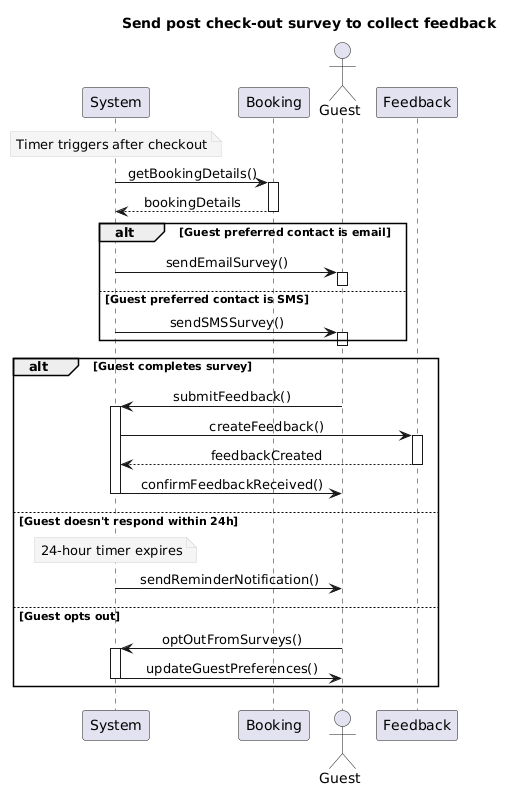 Send post check-out survey to collect feedback
System
Booking
Guest
Feedback
Timer triggers after checkout
getBookingDetails()
bookingDetails
alt
[Guest preferred contact is email]
sendEmailSurvey()
[Guest preferred contact is SMS]
sendSMSSurvey()
alt
[Guest completes survey]
submitFeedback()
createFeedback()
feedbackCreated
confirmFeedbackReceived()
[Guest doesn't respond within 24h]
24-hour timer expires
sendReminderNotification()
[Guest opts out]
optOutFromSurveys()
updateGuestPreferences()
System
Booking
Guest
Feedback